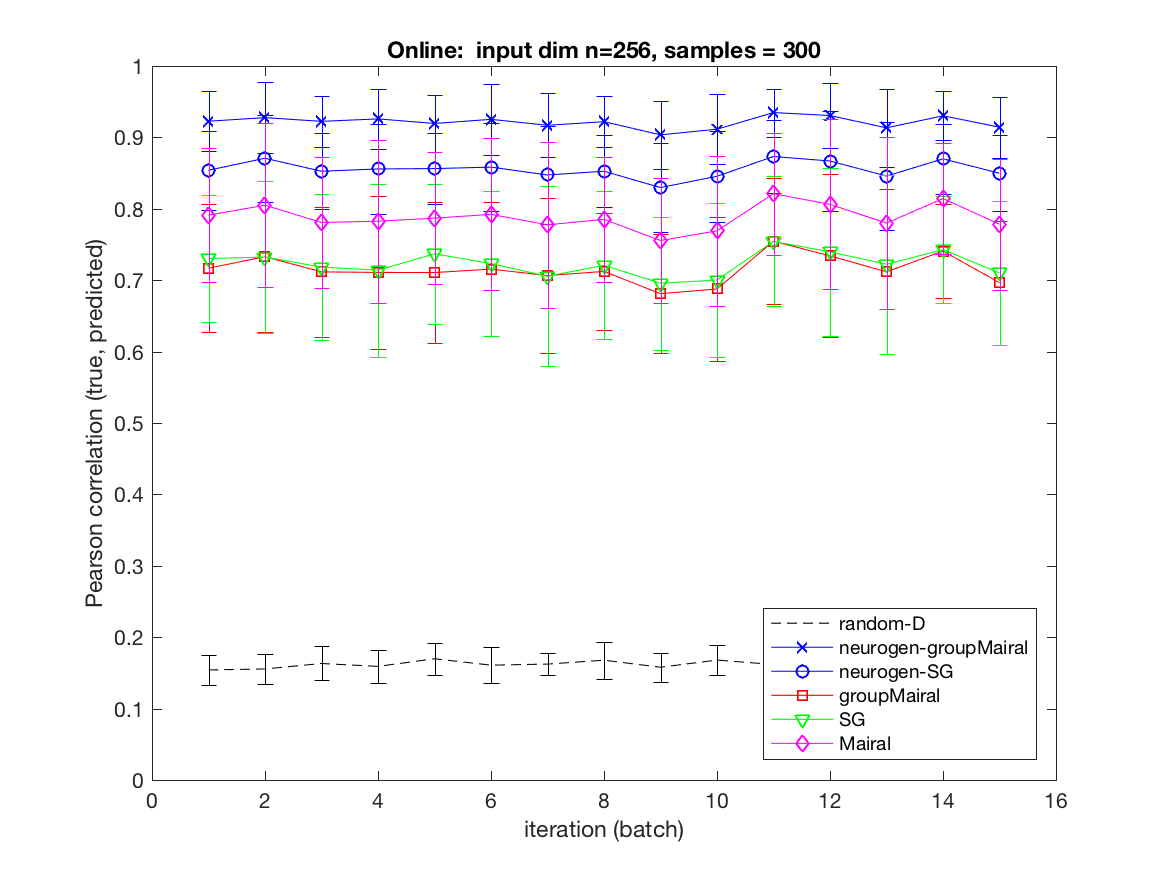 Online:  input dim n=256, samples = 300
Pearson correlation (true, predicted)
1
0.9
0.8
0.7
0.6
0.5
0.4
0.3
0.2
0.1
0
0 2 4 6 8 10 12 14 16
iteration (batch)
random-D
neurogen-groupMairal
neurogen-SG
groupMairal
SG
Mairal